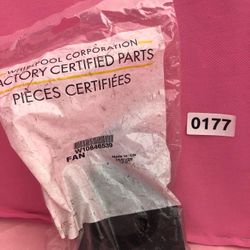 WHIRLPOOL CORPORATION
FACTORY CERTIFIED PARTS
PIÈCES CERTIFIÉES
0177
W10846539
FAN